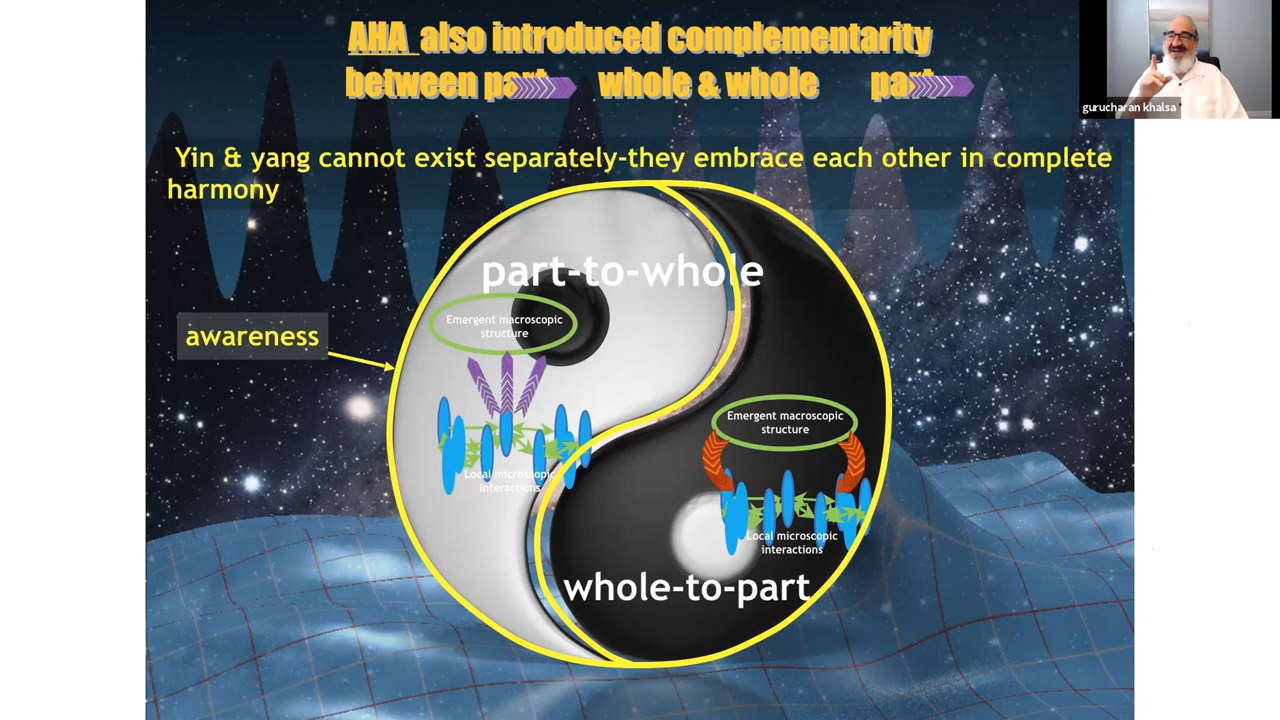 AHA also introduced complementarity
between part whole & whole part
gurucharan khalsa
Yin & yang cannot exist separately-they embrace each other in complete
harmony
part-to-whole
Emergent macroscopic
structure
awareness
Local microscopic
interactions
Emergent macroscopic
structure
Local microscopic
interactions
whole-to-part